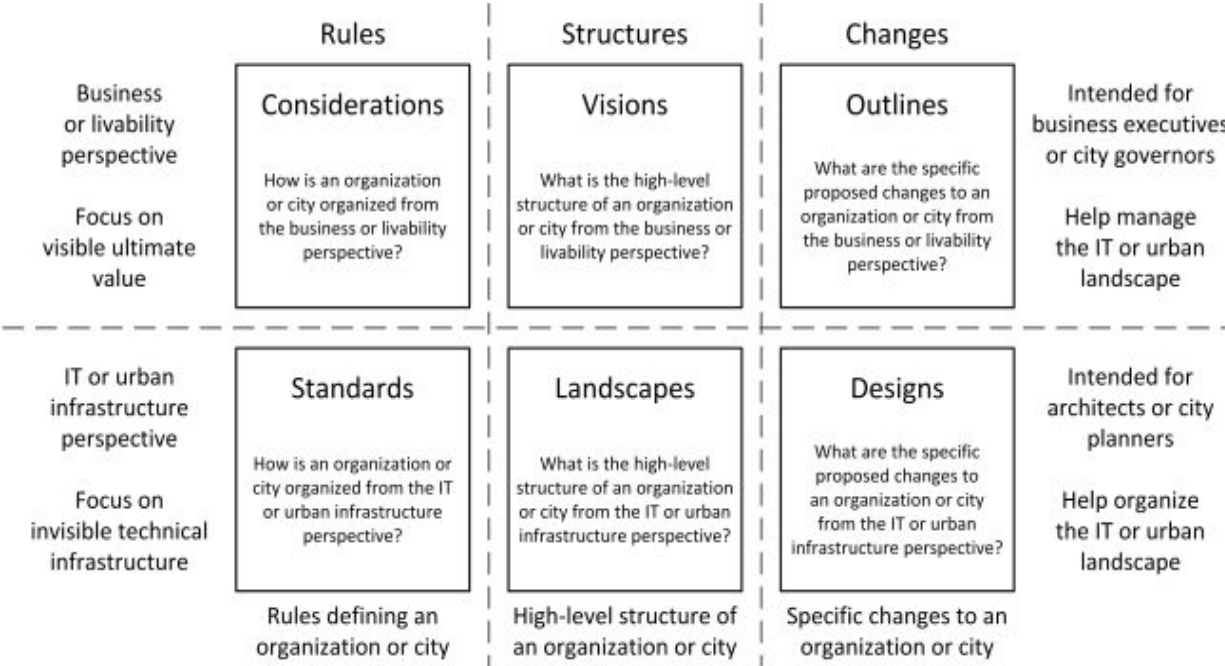 Rules
Structures
Changes
Business
or livability
perspective
Focus on
visible ultimate
value
Considerations
How is an organization
or city organized from
the business or livability
perspective?
Visions
What is the high-level
structure of an organization
or city from the business or
livability perspective?
Outlines
What are the specific
proposed changes to an
organization or city from
the business or livability
perspective?
Intended for
business executives
or city governors
Help manage
the IT or urban
landscape
IT or urban
infrastructure
perspective
Focus on
invisible technical
infrastructure
Standards
How is an organization or
city organized from the IT
or urban infrastructure
perspective?
Landscapes
What is the high-level
structure of an organization
or city from the IT or urban
infrastructure perspective?
Designs
What are the specific
proposed changes to
an organization or city
from the IT or urban
infrastructure perspective?
Intended for
architects or city
planners
Help organize
the IT or urban
landscape
Rules defining an
organization or city
High-level structure of
an organization or city
Specific changes to an
organization or city